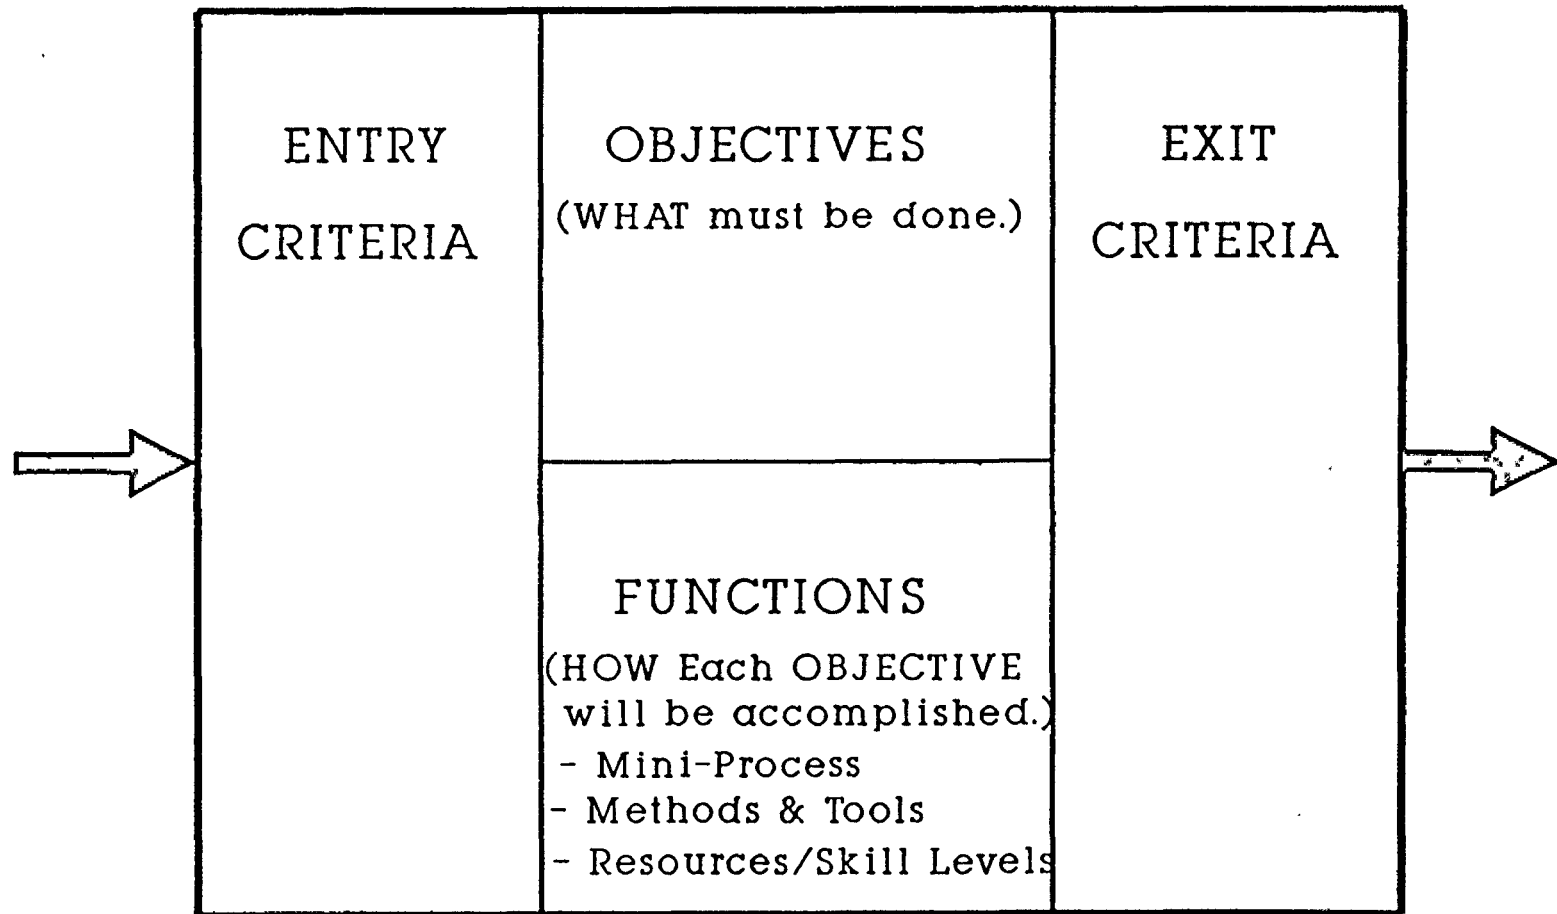 ENTRY
CRITERIA
OBJECTIVES
(WHAT must be done.)
FUNCTIONS
(HOW Each OBJECTIVE
will be accomplished.)
- Mini-Process
- Methods & Tools
- Resources/Skill Levels
EXIT
CRITERIA